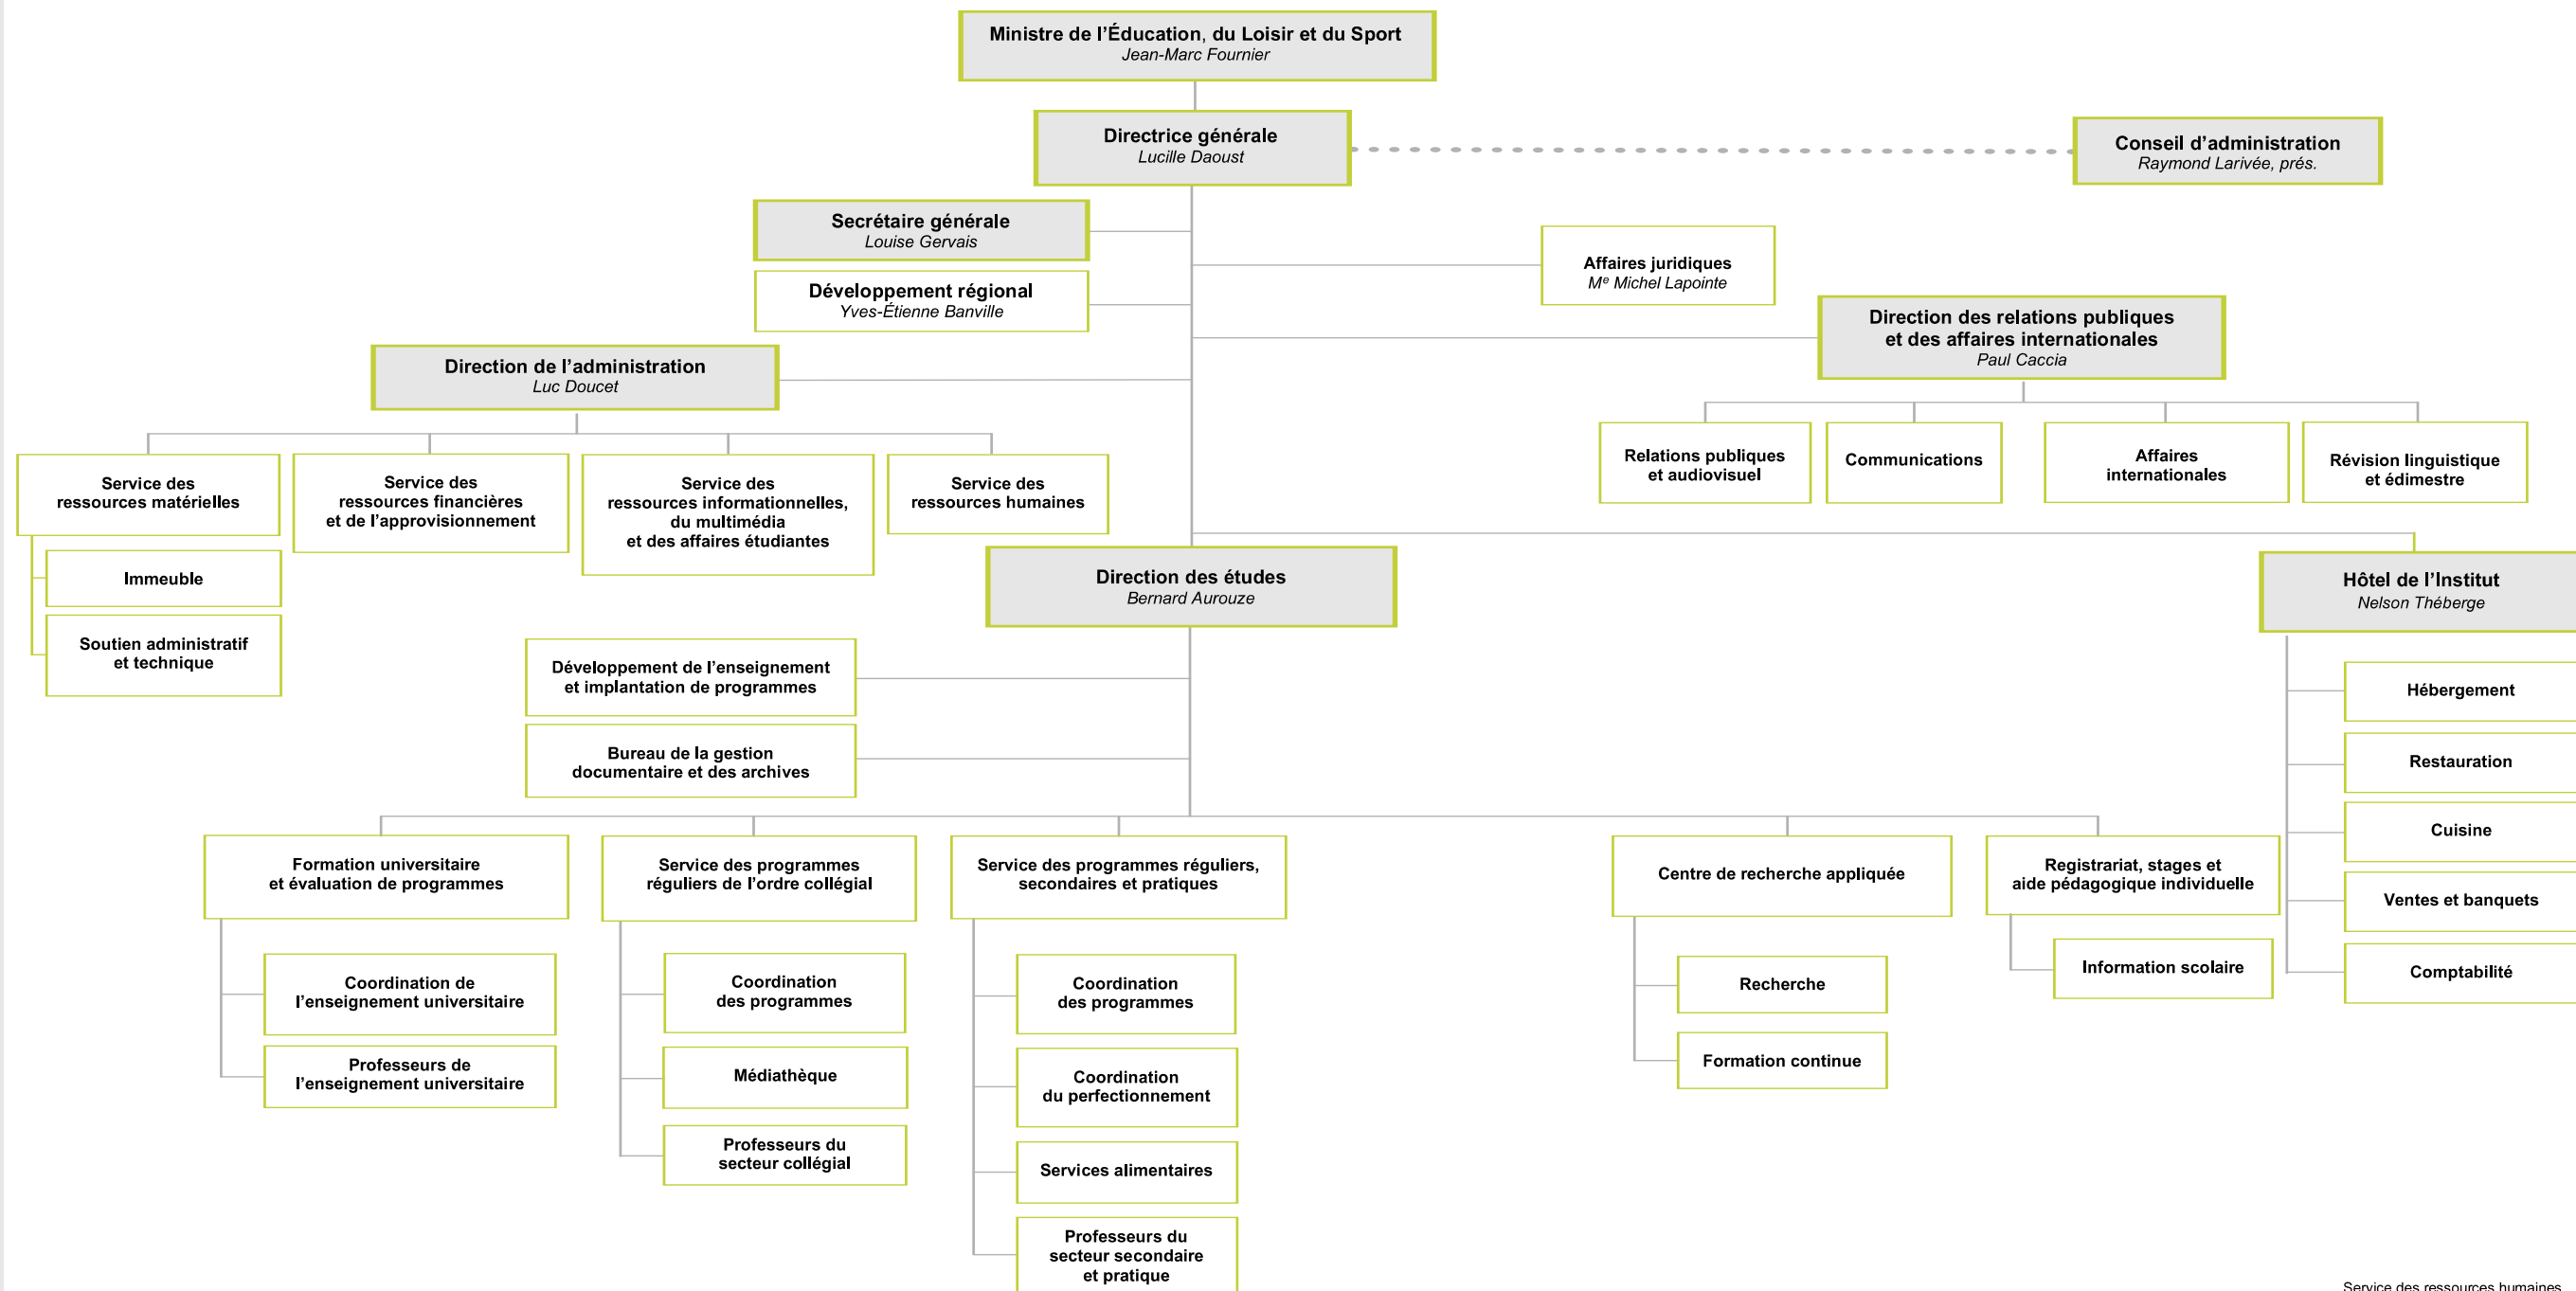 Ministre de l’Éducation, du Loisir et du Sport
Jean-Marc Fournier
Directrice générale
Lucille Daoust
Conseil d’administration
Raymond Larivée, prés.
Secrétaire générale
Louise Gervais
Affaires juridiques
Me Michel Lapointe
Développement régional
Yves-Étienne Banville
Direction des relations publiques
et des affaires internationales
Paul Caccia
Direction de l’administration
Luc Doucet
Relations publiques
et audiovisuel
Communications
Affaires
internationales
Révision linguistique
et édimestre
Service des
ressources matérielles
Service des
ressources financières
et de l’approvisionnement
Service des
ressources informationnelles,
du multimédia
et des affaires étudiantes
Service des
ressources humaines
Immeuble
Soutien administratif
et technique
Direction des études
Bernard Aurouze
Hôtel de l’Institut
Nelson Théberge
Développement de l’enseignement
et implantation de programmes
Bureau de la gestion
documentaire et des archives
Hébergement
Restauration
Cuisine
Ventes et banquets
Comptabilité
Formation universitaire
et évaluation de programmes
Service des programmes
réguliers de l’ordre collégial
Service des programmes réguliers,
secondaires et pratiques
Centre de recherche appliquée
Registrariat, stages et
aide pédagogique individuelle
Coordination de
l’enseignement universitaire
Professeurs de
l’enseignement universitaire
Coordination
des programmes
Médiathèque
Professeurs du
secteur collégial
Coordination
des programmes
Coordination
du perfectionnement
Services alimentaires
Professeurs du
secteur secondaire
et pratique
Recherche
Formation continue
Information scolaire
Service des ressources humaines